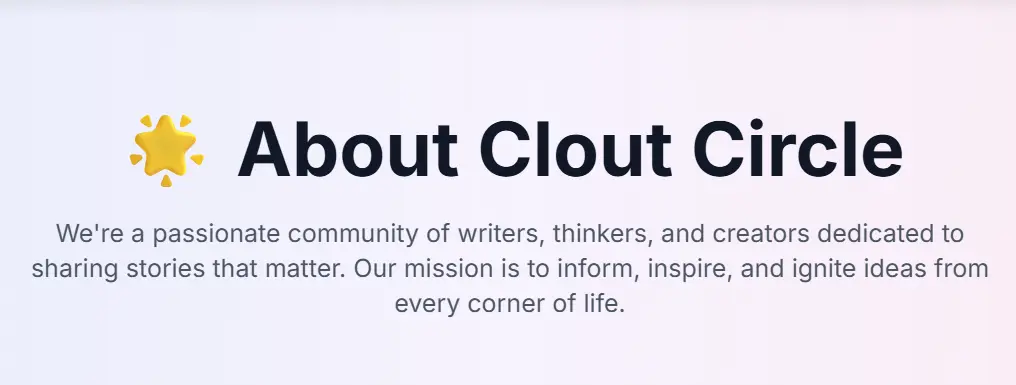 About Clout Circle
We're a passionate community of writers, thinkers, and creators dedicated to
sharing stories that matter. Our mission is to inform, inspire, and ignite ideas from
every corner of life.